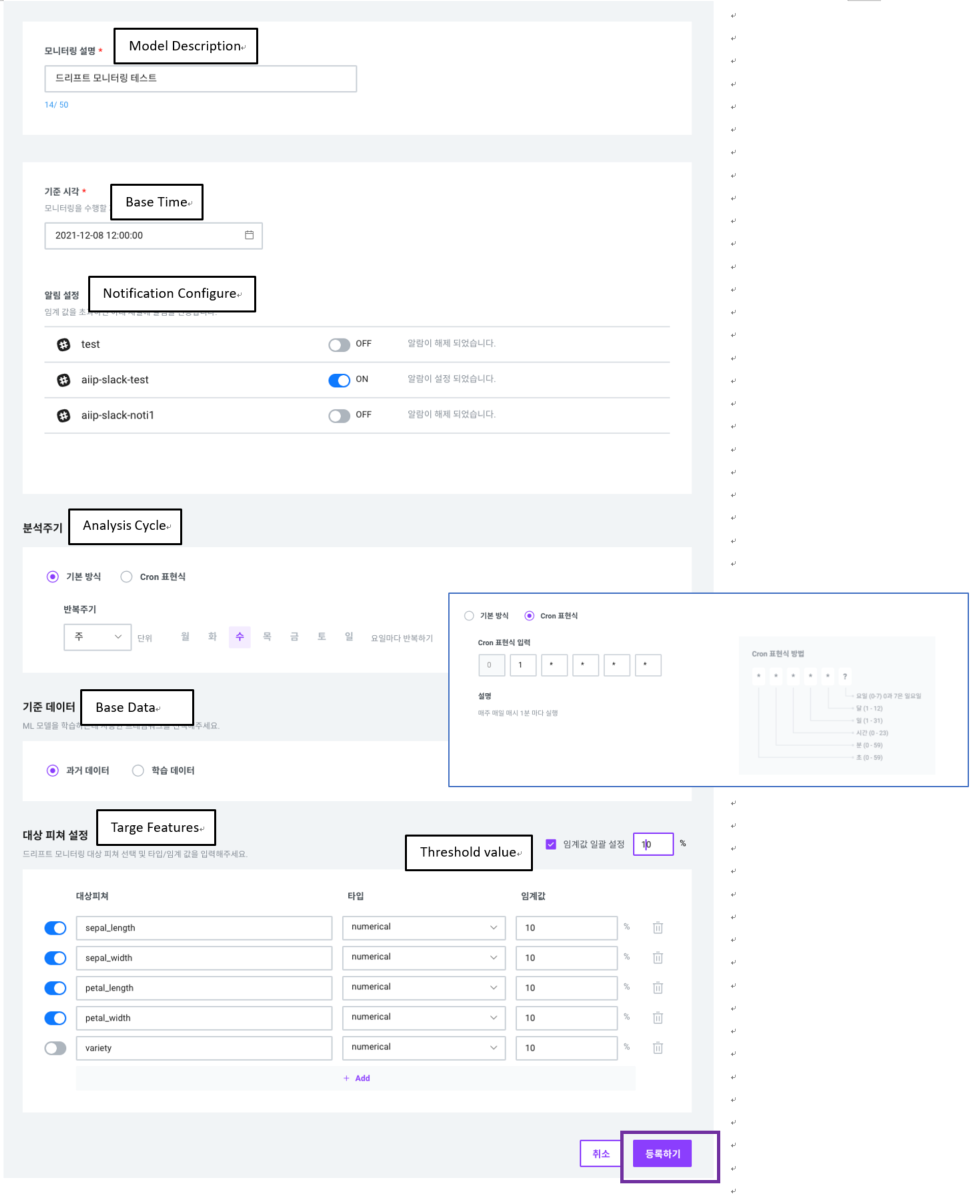 모니터링 설명 *
Model Description
드리프트 모니터링 테스트
14/ 50
기준 시각 *
모니터링을 수행할
Base Time
2021-12-08 12:00:00
알림 설정
Notification Configure
임계 값을
test
OFF
알람이 해제 되었습니다.
aiip-slack-test
ON
알람이 설정 되었습니다.
aiip-slack-noti1
OFF
알람이 해제 되었습니다.
분석주기
Analysis Cycle
기본 방식
Cron 표현식
반복주기
주
단위
월 화 수 목 금 토 일
요일마다 반복하기
기본 방식
Cron 표현식
Cron 표현식 입력
0 1 * * * *
설명
매주 매일 매시 1분 마다 실행
Cron 표현식 방법
* * * * * ?
요일 (0-7) 0과 7은 일요일
달 (1 - 12)
일 (1 - 31)
시간 (0 - 23)
분 (0 - 59)
초 (0 - 59)
기준 데이터
Base Data
ML 모델을
과거 데이터
학습 데이터
대상 피쳐 설정
Targe Features
드리프트 모니터링 대상 피쳐 선택 및 타입/임계 값을 입력해주세요.
Threshold value
임계값 일괄 설정
10 %
대상피쳐 타입 임계값
sepal_length numerical 10 %
sepal_width numerical 10 %
petal_length numerical 10 %
petal_width numerical 10 %
variety numerical 10 %
+ Add
취소
등록하기